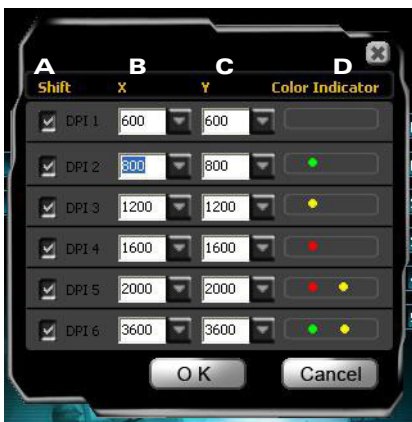 A B C D
Shift X Y Color Indicator
DPI 1 600 600
DPI 2 800 800
DPI 3 1200 1200
DPI 4 1600 1600
DPI 5 2000 2000
DPI 6 3600 3600
O K Cancel